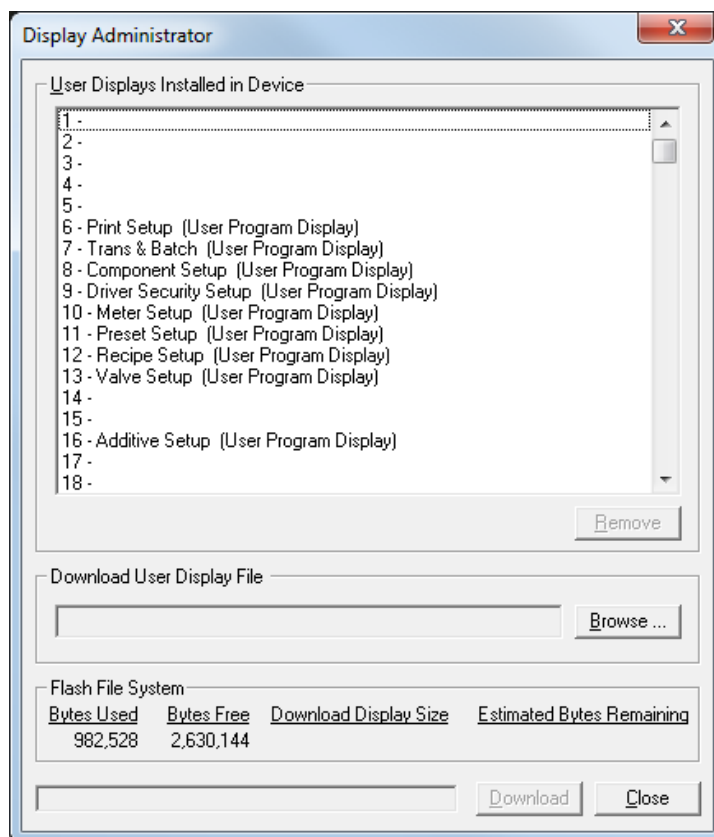 Display Administrator
User Displays Installed in Device
1 -
2 -
3 -
4 -
5 -
6 - Print Setup  (User Program Display)
7 - Trans & Batch  (User Program Display)
8 - Component Setup  (User Program Display)
9 - Driver Security Setup  (User Program Display)
10 - Meter Setup  (User Program Display)
11 - Preset Setup  (User Program Display)
12 - Recipe Setup  (User Program Display)
13 - Valve Setup  (User Program Display)
14 -
15 -
16 - Additive Setup  (User Program Display)
17 -
18 -
Remove
Download User Display File
Browse ...
Flash File System
Bytes Used Bytes Free Download Display Size Estimated Bytes Remaining
982,528 2,630,144
Download Close